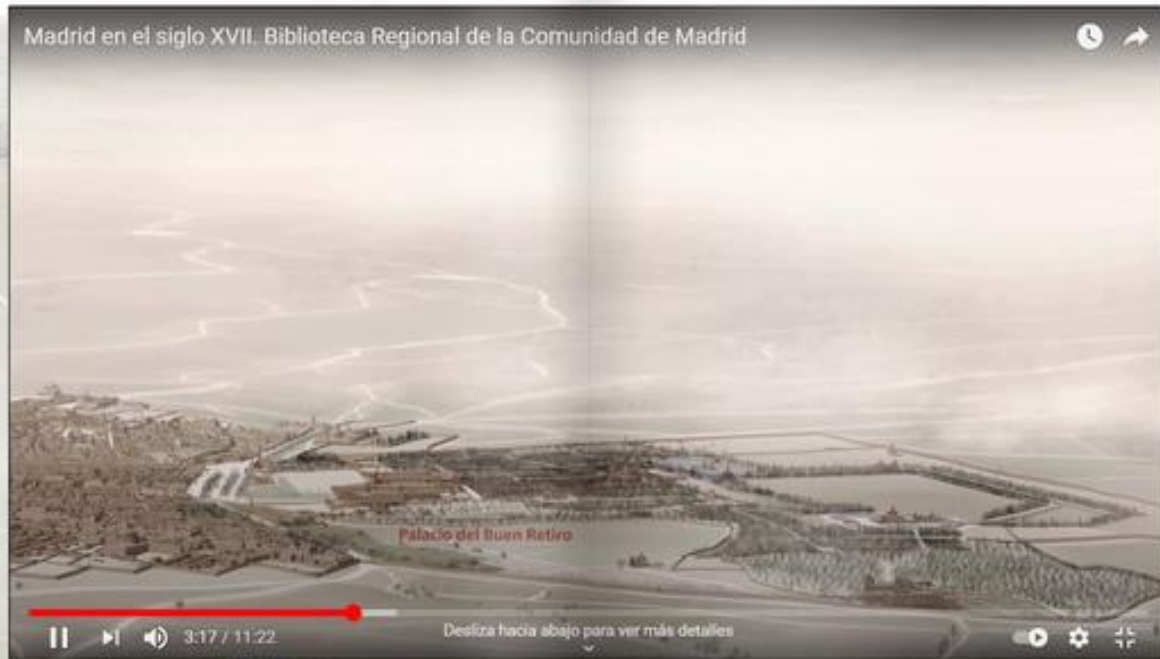 Madrid en el siglo XVII. Biblioteca Regional de la Comunidad de Madrid
Palacio del Buen Retiro
3:17 / 11:22
Desliza hacia abajo para ver más detalles